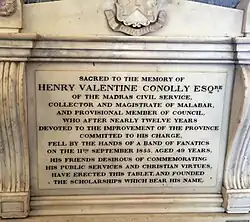 SACRED TO THE MEMORY OF
HENRY VALENTINE CONOLLY ESQRE
OF THE MADRAS CIVIL SERVICE,
COLLECTOR AND MAGISTRATE OF MALABAR,
AND PROVISIONAL MEMBER OF COUNCIL,
WHO AFTER NEARLY TWELVE YEARS
DEVOTED TO THE IMPROVEMENT OF THE PROVINCE
COMMITTED TO HIS CHARGE,
FELL BY THE HANDS OF A BAND OF FANATICS
ON THE 11TH SEPTEMBER 1855, AGED 49 YEARS.
HIS FRIENDS DESIROUS OF COMMEMORATING
HIS PUBLIC SERVICES AND CHRISTIAN VIRTUES,
HAVE ERECTED THIS TABLET, AND FOUNDED
THE SCHOLARSHIPS WHICH BEAR HIS NAME.